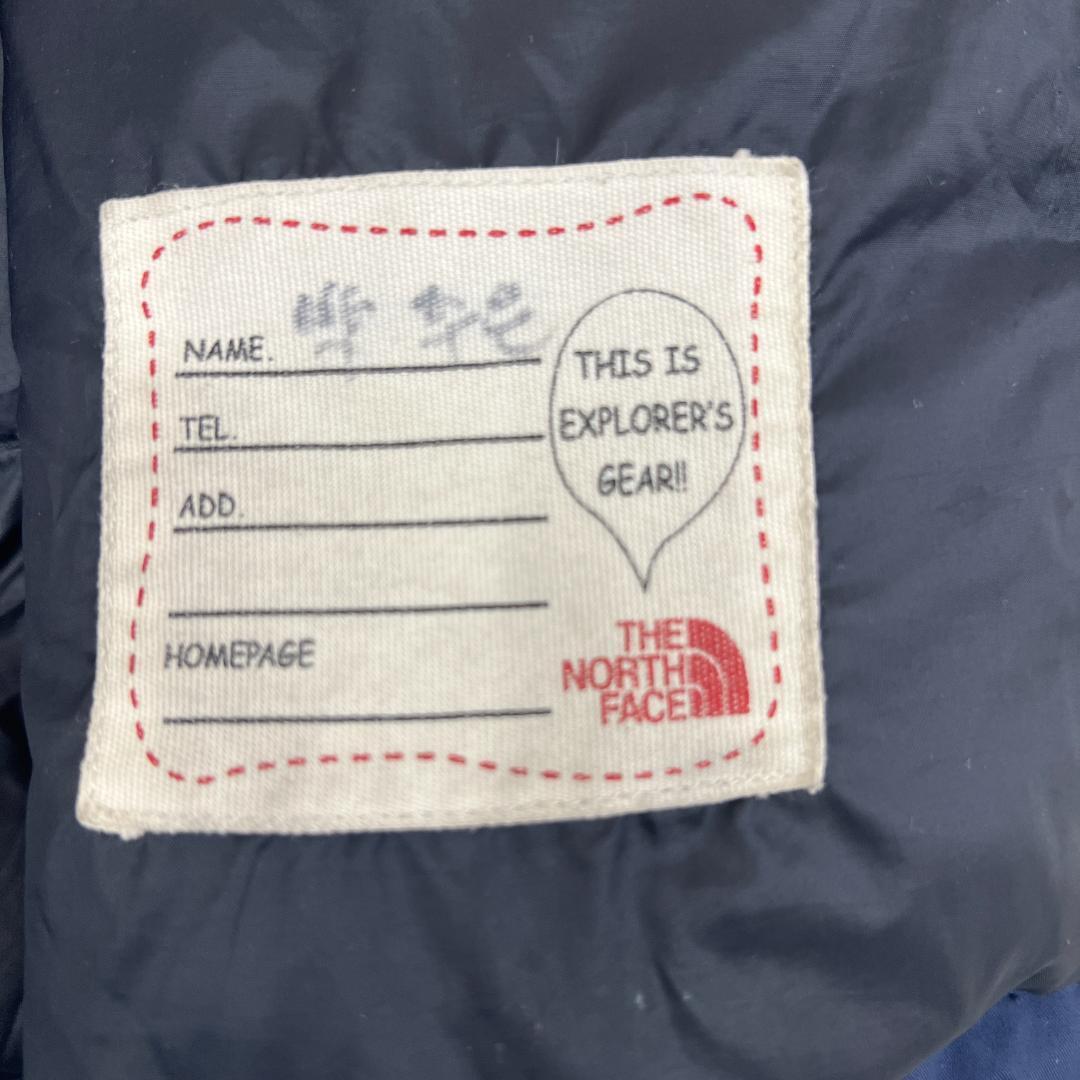 NAME.
TEL.
ADD.
HOMEPAGE
THIS IS
EXPLORER'S
GEAR!!
THE
NORTH
FACE